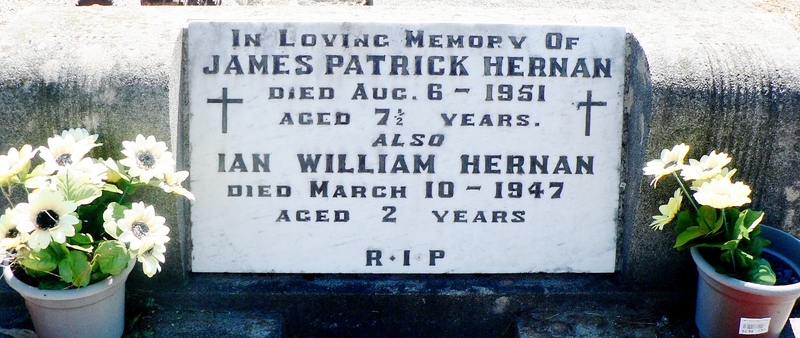 IN LOVING MEMORY OF
JAMES PATRICK HERNAN
DIED AUG. 6 - 1951
AGED 7½ YEARS.
ALSO
IAN WILLIAM HERNAN
DIED MARCH 10 - 1947
AGED 2 YEARS
R·I·P